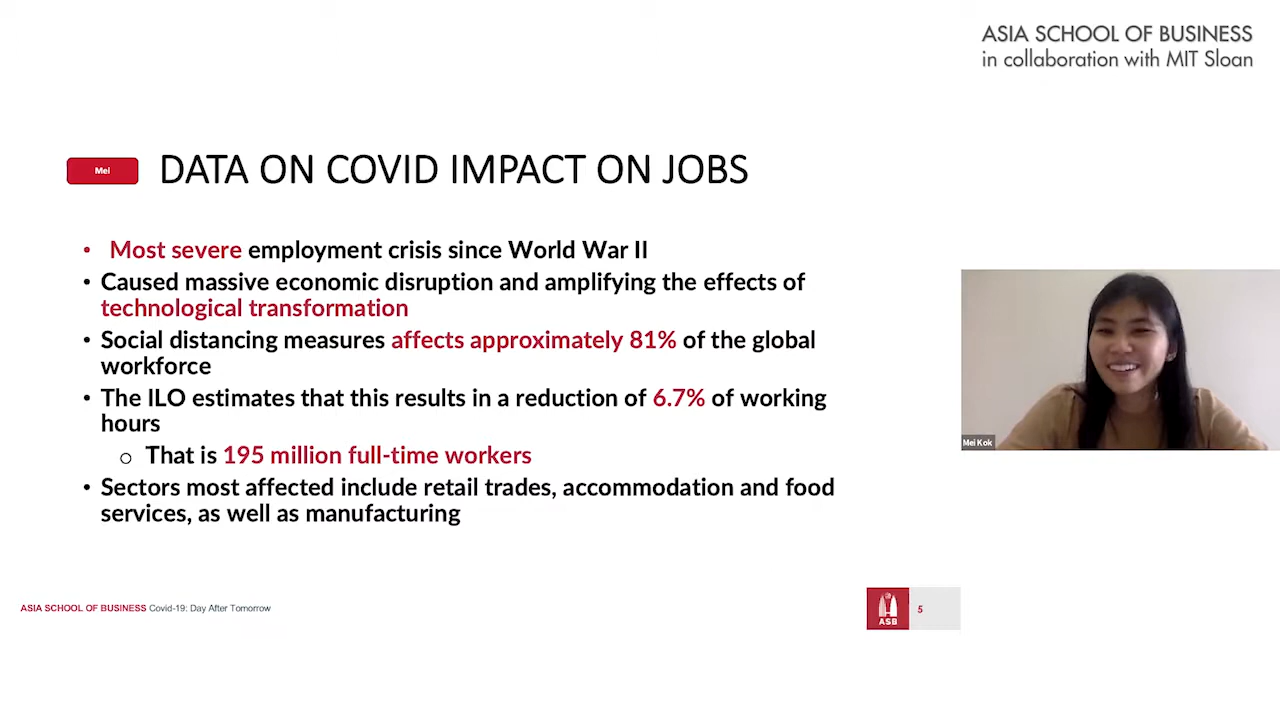 ASIA SCHOOL OF BUSINESS
in collaboration with MIT Sloan
Mei
DATA ON COVID IMPACT ON JOBS
• Most severe employment crisis since World War II
• Caused massive economic disruption and amplifying the effects of
technological transformation
• Social distancing measures affects approximately 81% of the global
workforce
• The ILO estimates that this results in a reduction of 6.7% of working
hours
o That is 195 million full-time workers
• Sectors most affected include retail trades, accommodation and food
services, as well as manufacturing
Mei Kok
ASIA SCHOOL OF BUSINESS Covid-19: Day After Tomorrow
ASB
5